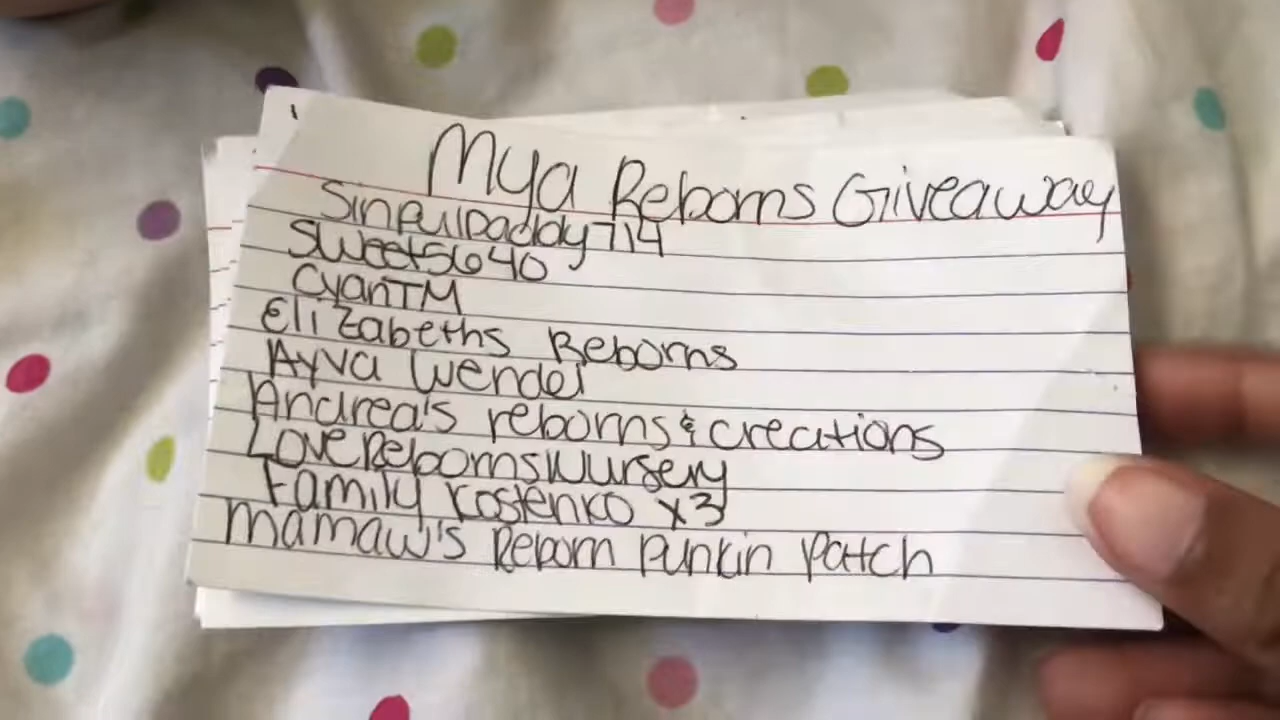 Mya Reborns Giveaway
Sinfulpaddy714
Sweet5640
CyanTM
Elizabeths Reborns
Ayva Wendel
Andrea's reborns & creations
LoveRebornsNursery
Family Kostenko x3
Mamaw's Reborn Punkin Patch